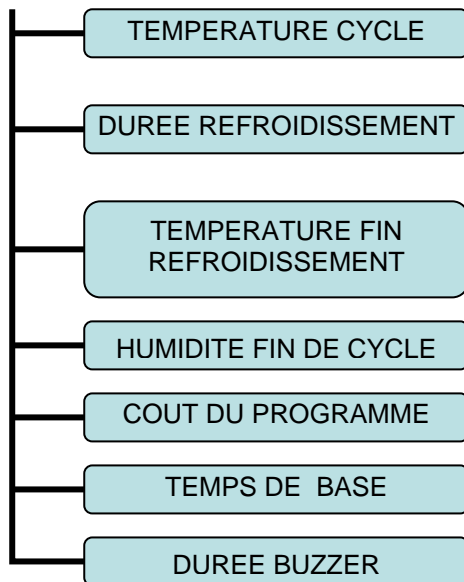 TEMPERATURE CYCLE
DUREE REFROIDISSEMENT
TEMPERATURE FIN
REFROIDISSEMENT
HUMIDITE FIN DE CYCLE
COUT DU PROGRAMME
TEMPS DE BASE
DUREE BUZZER